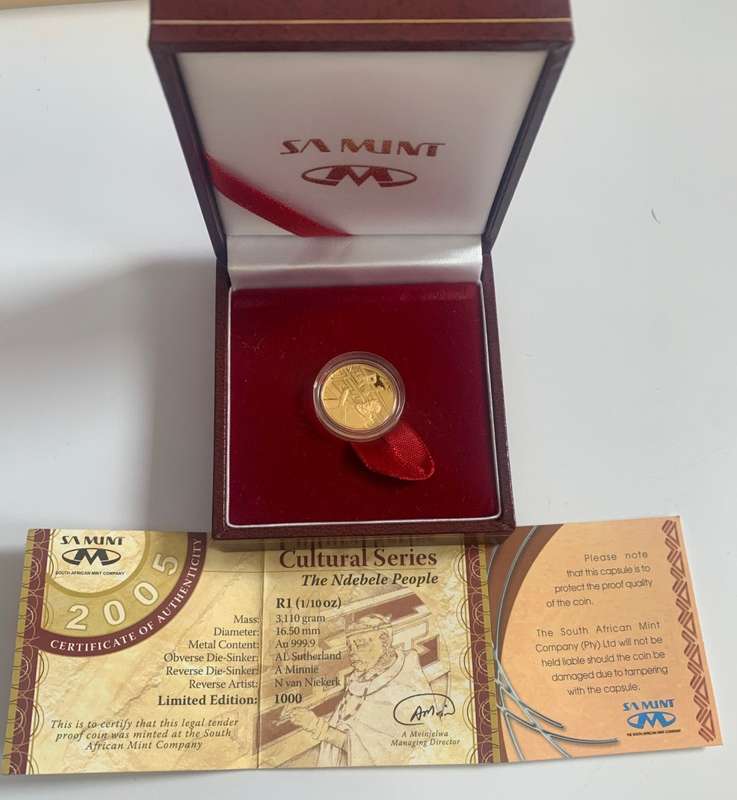 SA MINT
SA MINT
SOUTH AFRICAN MINT COMPANY
2005
CERTIFICATE OF AUTHENTICITY
Cultural Series
The Ndebele People
R1 (1/10 oz)
Mass: 3,110 gram
Diameter: 16.50 mm
Metal Content: Au 999.9
Obverse Die-Sinker: AL Sutherland
Reverse Die-Sinker: A Minnie
Reverse Artist: N van Niekerk
Limited Edition: 1000
This is to certify that this legal tender
proof coin was minted at the South
African Mint Company
A Meinjelwa
Managing Director
Please note
that this capsule is to
protect the proof quality
of the coin.
The South African Mint
Company (Pty) Ltd will not be
held liable should the coin be
damaged due to tampering
with the capsule.
SA MINT
THE SOUTH AFRICAN MINT COMPANY